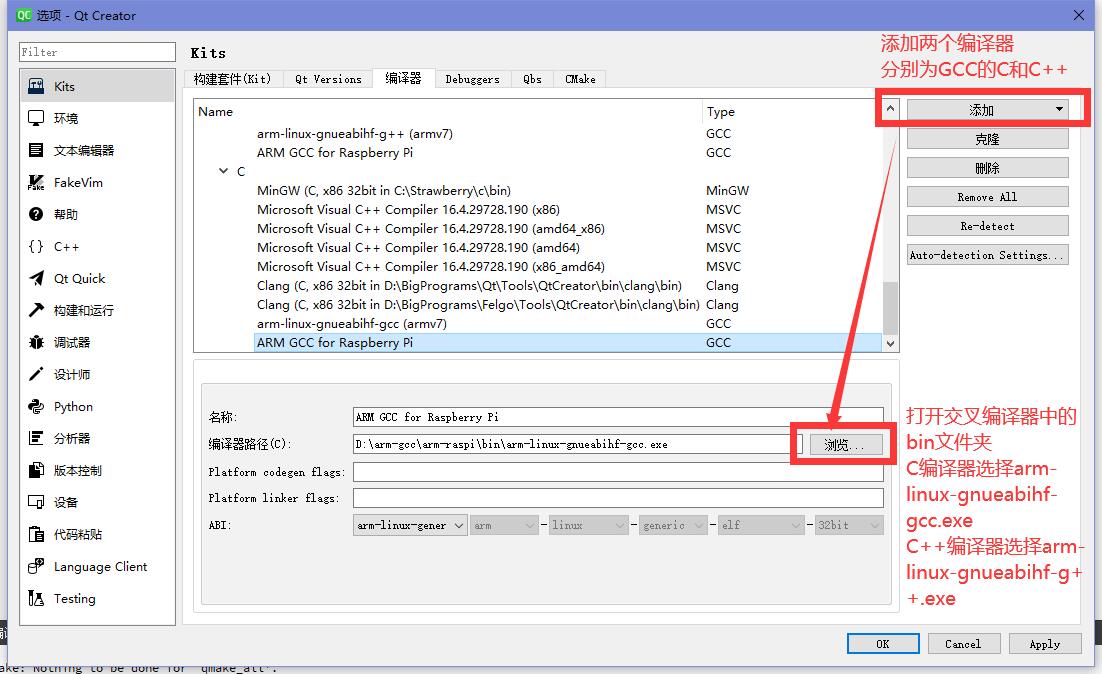 选项 - Qt Creator
Filter
Kits
环境
文本编辑器
FakeVim
帮助
C++
Qt Quick
构建和运行
调试器
设计师
Python
分析器
版本控制
设备
代码粘贴
Language Client
Testing
Kits
构建套件(Kit)
Qt Versions
编译器
Debuggers
Qbs
CMake
Name Type
arm-linux-gnueabihf-g++ (armv7) GCC
ARM GCC for Raspberry Pi GCC
C
MinGW (C, x86 32bit in C:\Strawberry\c\bin) MinGW
Microsoft Visual C++ Compiler 16.4.29728.190 (x86) MSVC
Microsoft Visual C++ Compiler 16.4.29728.190 (amd64_x86) MSVC
Microsoft Visual C++ Compiler 16.4.29728.190 (amd64) MSVC
Microsoft Visual C++ Compiler 16.4.29728.190 (x86_amd64) MSVC
Clang (C, x86 32bit in D:\BigPrograms\Qt\Tools\QtCreator\bin\clang\bin) Clang
Clang (C, x86 32bit in D:\BigPrograms\Felgo\Tools\QtCreator\bin\clang\bin) Clang
arm-linux-gnueabihf-gcc (armv7) GCC
ARM GCC for Raspberry Pi GCC
添加两个编译器
分别为GCC的C和C++
添加
克隆
删除
Remove All
Re-detect
Auto-detection Settings...
名称: ARM GCC for Raspberry Pi
编译器路径(C): D:\arm-gcc\arm-raspi\bin\arm-linux-gnueabihf-gcc.exe 浏览...
Platform codegen flags:
Platform linker flags:
ABI: arm-linux-gener arm - linux - generic - elf - 32bit
打开交叉编译器中的
bin文件夹
C编译器选择arm-
linux-gnueabihf-
gcc.exe
C++编译器选择arm-
linux-gnueabihf-g+
+.exe
OK
Cancel
Apply
Nothing to be done for 'qmake_all'.